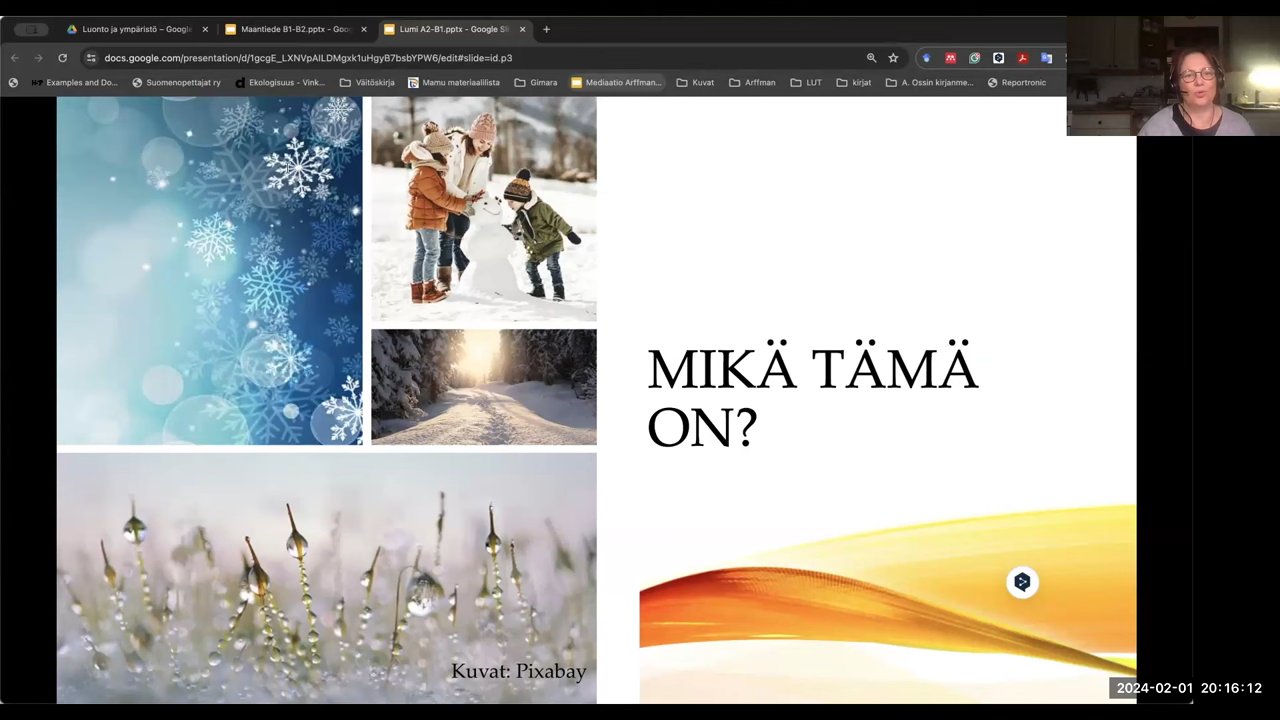 Luonto ja ympäristö – Google
Maantiede B1-B2.pptx - Goog
Lumi A2-B1.pptx - Google Sli
docs.google.com/presentation/d/1gcgE_LXNVpAILDMgxk1uHgyB7bsbYPW6/edit#slide=id.p3
Examples and Do...
Suomenopettajat ry
Ekologisuus – Vink...
Väitöskirja
Mamu materiaalilista
Gimara
Mediaatio Arffman...
Kuvat
Arffman
LUT
kirjat
A. Ossin kirjanme...
Reportronic
MIKÄ TÄMÄ
ON?
Kuvat: Pixabay
2024-02-01 20:16:12